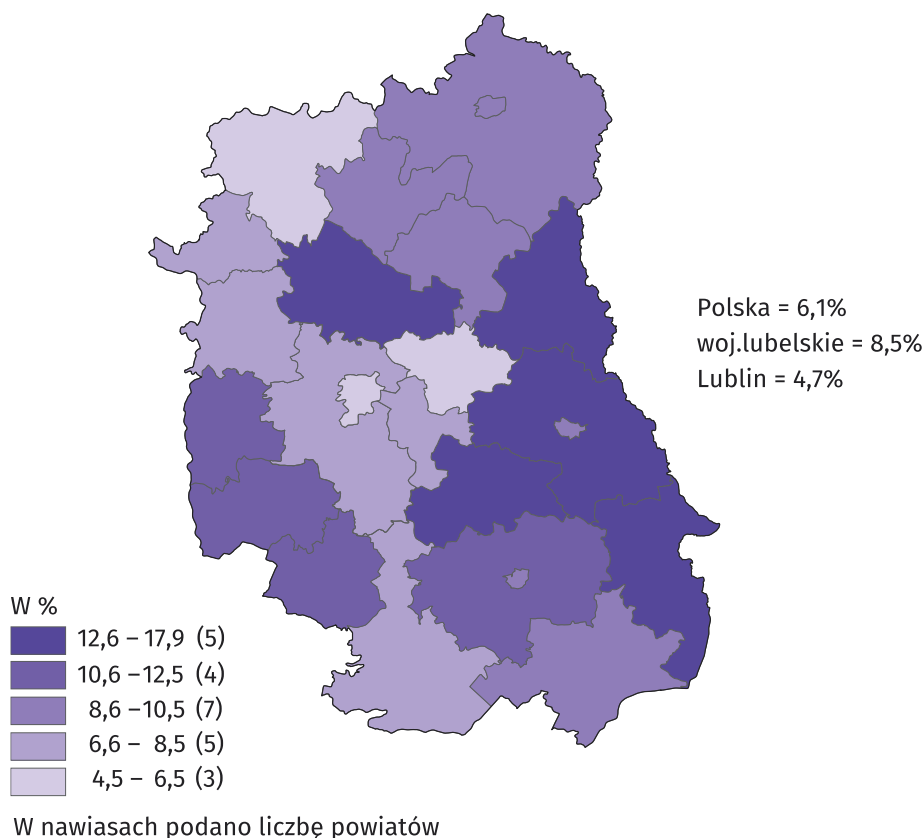 Polska = 6,1%
woj.lubelskie = 8,5%
Lublin = 4,7%
W %
12,6 – 17,9 (5)
10,6 –12,5 (4)
8,6 –10,5 (7)
6,6 – 8,5 (5)
4,5 – 6,5 (3)
W nawiasach podano liczbę powiatów